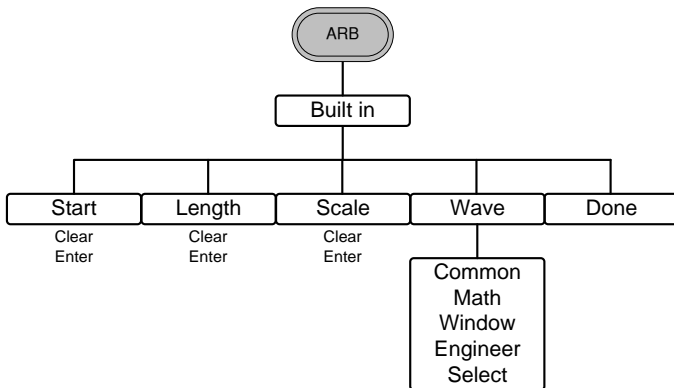 ARB
Built in
Start
Length
Scale
Wave
Done
Clear
Enter
Clear
Enter
Clear
Enter
Common
Math
Window
Engineer
Select